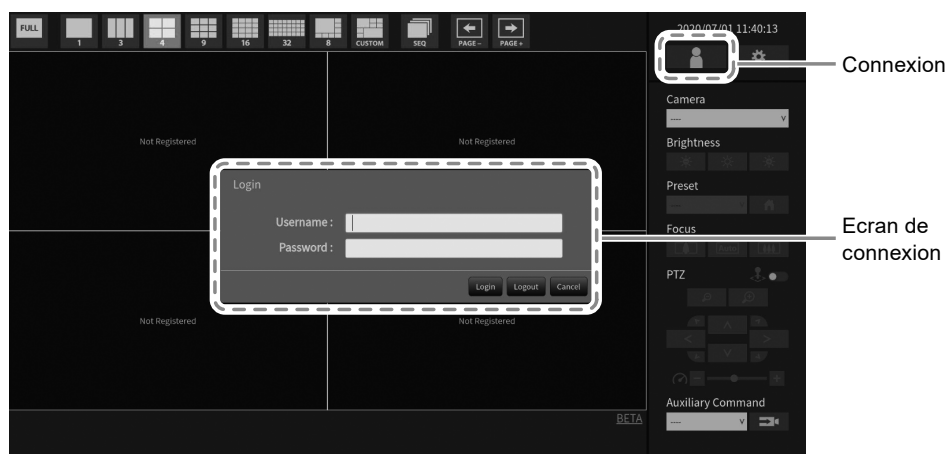 FULL
1
3
4
9
16
32
8
CUSTOM
SEQ
PAGE−
PAGE+
2020/07/01 11:40:13
Connexion
Camera
----
Not Registered
Not Registered
Brightness
Login
Preset
----
Username :
Focus
Ecran de
connexion
Password :
PTZ
Login
Logout
Cancel
Not Registered
Not Registered
Auxiliary Command
BETA
----